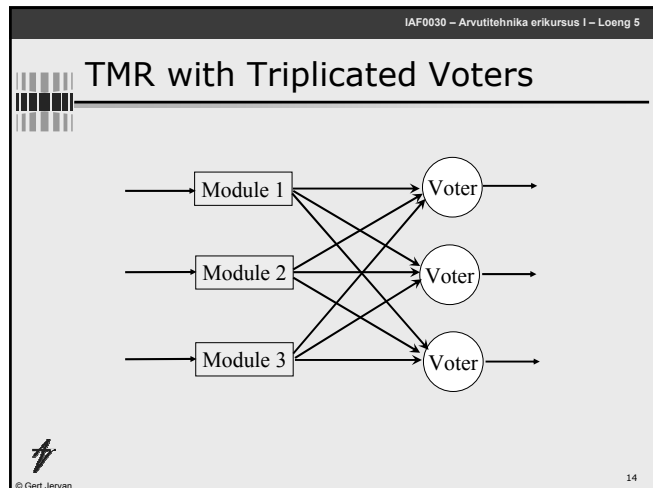 IAF0030 – Arvutitehnika erikursus I – Loeng 5
TMR with Triplicated Voters
Module 1
Voter
Module 2
Voter
Module 3
Voter
© Gert Jervan
14